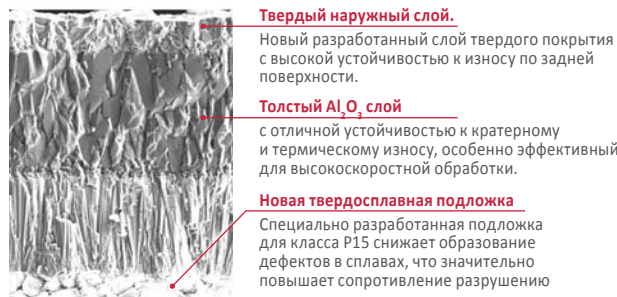 Твердый наружный слой.
Новый разработанный слой твердого покрытия
с высокой устойчивостью к износу по задней
поверхности.
Толстый Al₂O₃ слой
с отличной устойчивостью к кратерному
и термическому износу, особенно эффективный
для высокоскоростной обработки.
Новая твердосплавная подложка
Специально разработанная подложка
для класса P15 снижает образование
дефектов в сплавах, что значительно
повышает сопротивление разрушению